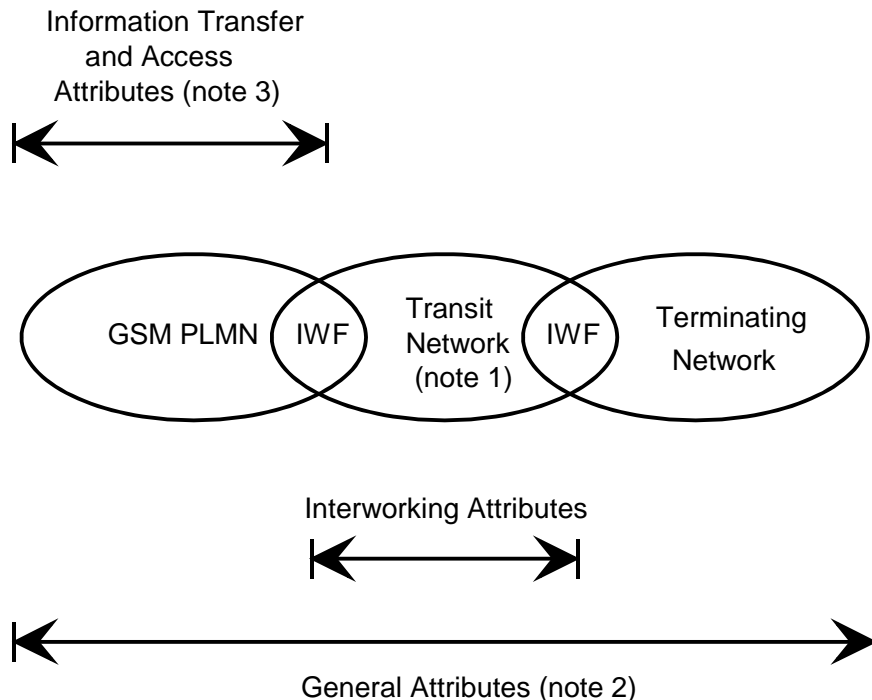 Information Transfer
and Access
Attributes (note 3)
GSM PLMN
IWF
Transit
Network
(note 1)
IWF
Terminating
Network
Interworking Attributes
General Attributes (note 2)